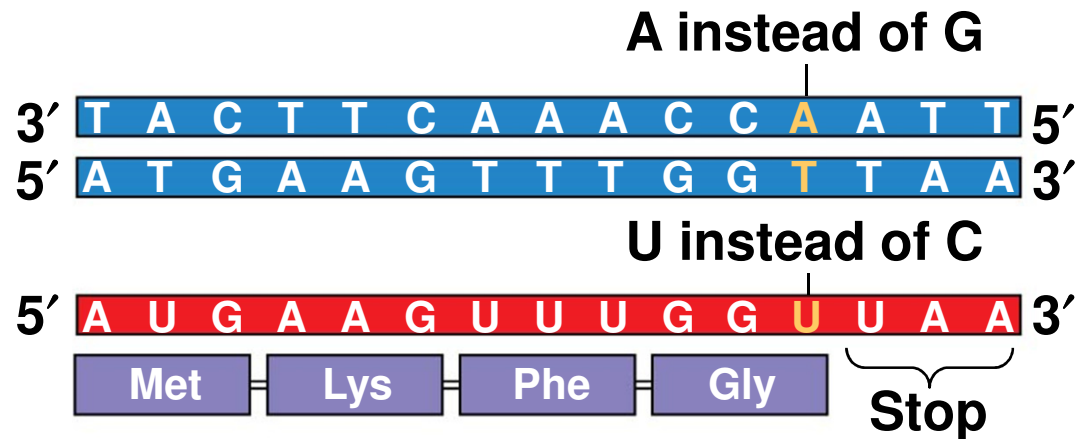 A instead of G
3′ T A C T T C A A A C C A A T T 5′
5′ A T G A A G T T T G G T T A A 3′
U instead of C
5′ A U G A A G U U U G G U U A A 3′
Met Lys Phe Gly
Stop